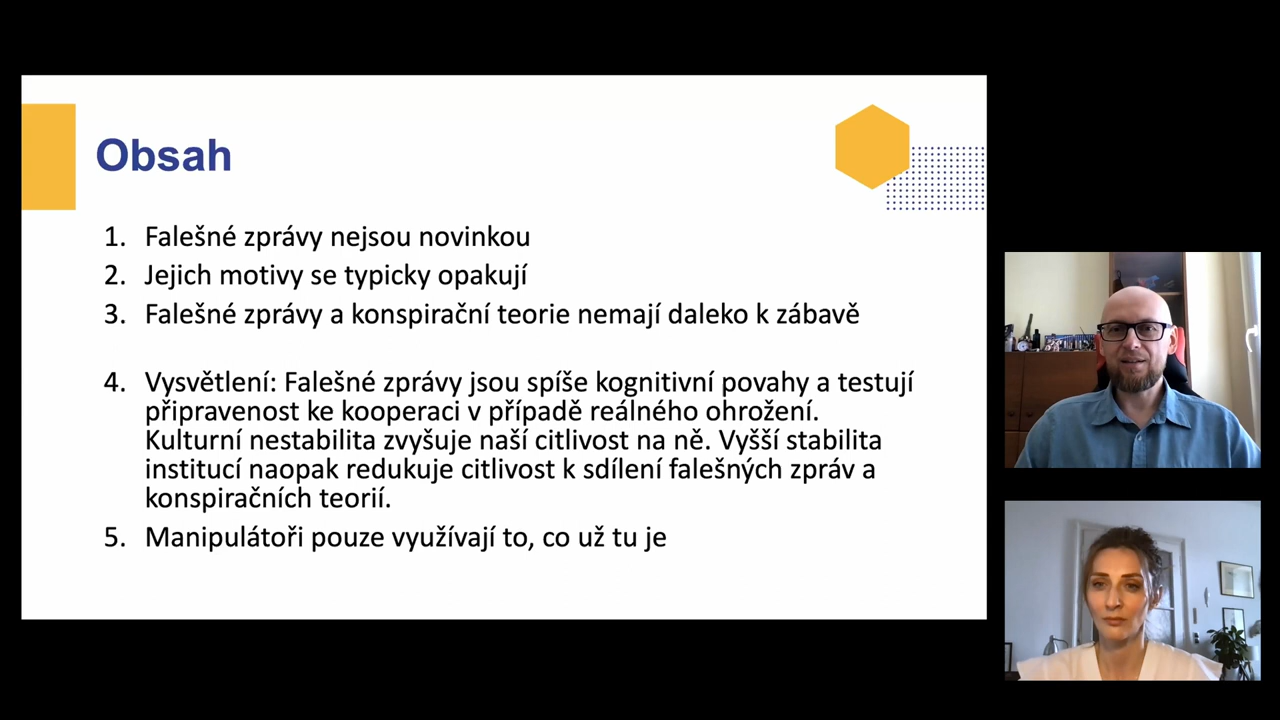 Obsah
1. Falešné zprávy nejsou novinkou
2. Jejich motivy se typicky opakují
3. Falešné zprávy a konspirační teorie nemají daleko k zábavě
4. Vysvětlení: Falešné zprávy jsou spíše kognitivní povahy a testují
připravenost ke kooperaci v případě reálného ohrožení.
Kulturní nestabilita zvyšuje naší citlivost na ně. Vyšší stabilita
institucí naopak redukuje citlivost k sdílení falešných zpráv a
konspiračních teorií.
5. Manipulátoři pouze využívají to, co už tu je